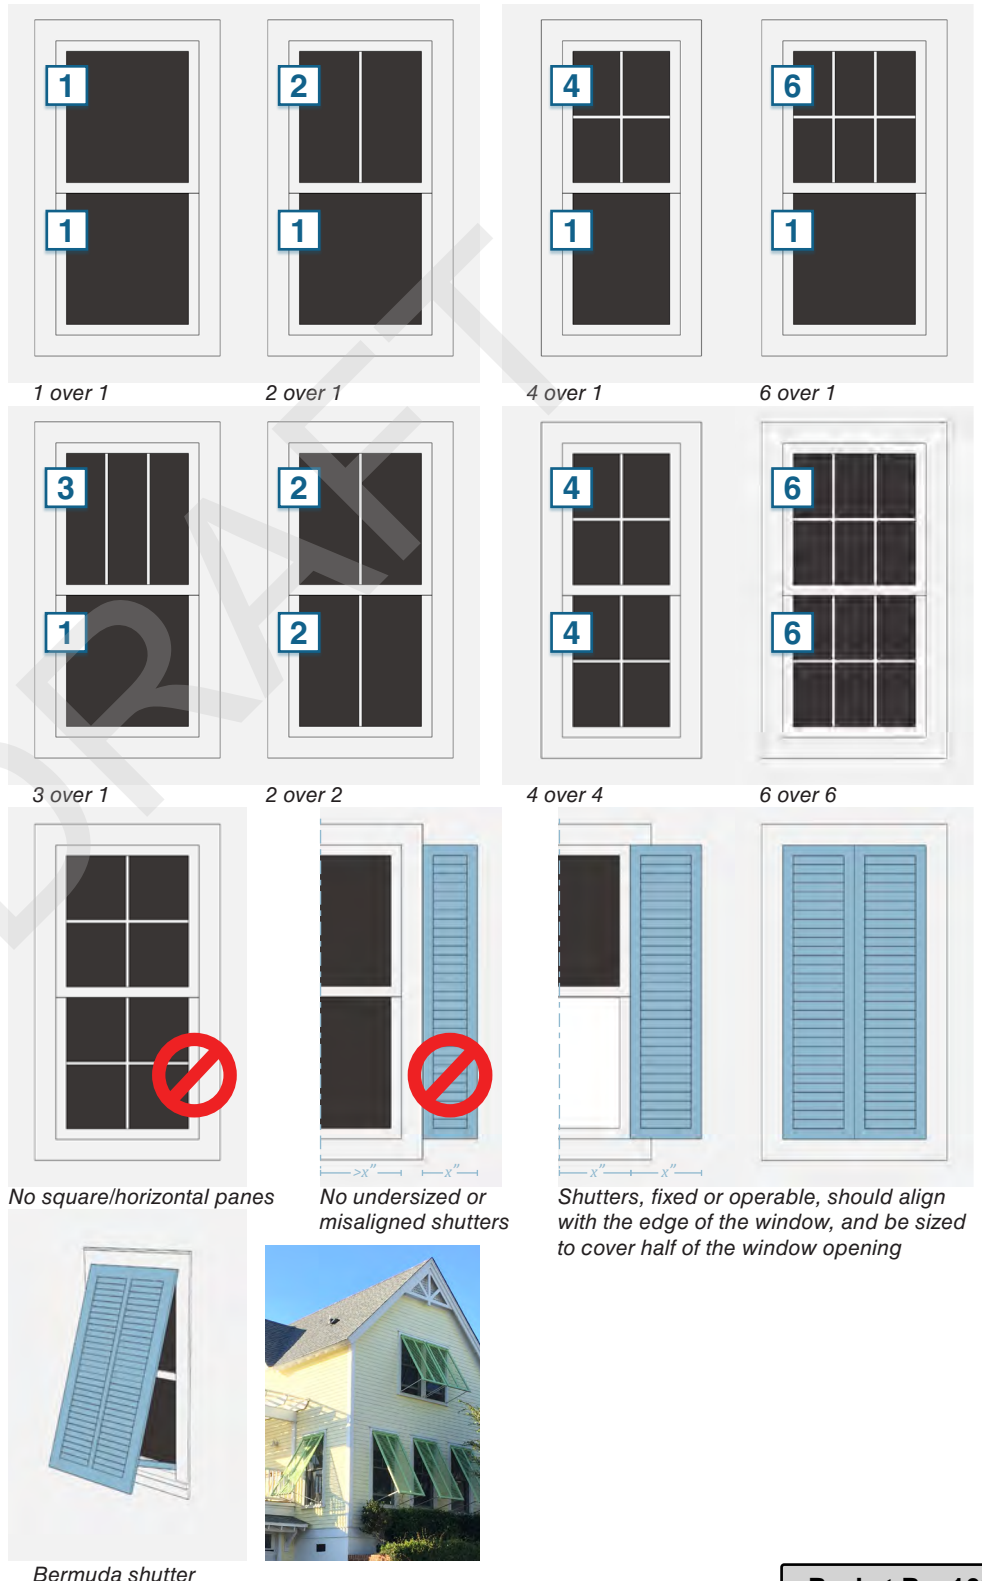 1
2
4
6
1
1
1
1
1 over 1
2 over 1
4 over 1
6 over 1
3
2
4
6
1
2
4
6
3 over 1
2 over 2
4 over 4
6 over 6
DRAFT
>x"
x"
x"
x"
No square/horizontal panes
No undersized or
misaligned shutters
Shutters, fixed or operable, should align
with the edge of the window, and be sized
to cover half of the window opening
Bermuda shutter